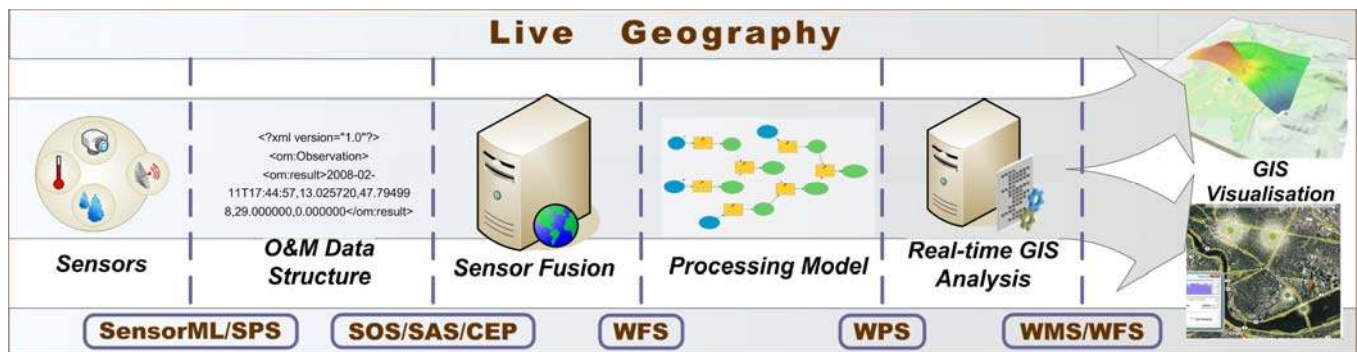 Live Geography
<?xml version="1.0"?>
<om:Observation>
<om:result>2008-02-
11T17:44:57,13.025720,47.79499
8,29.000000,0.000000</om:result>
Sensors
O&M Data
Structure
Sensor Fusion
Processing Model
Real-time GIS
Analysis
GIS
Visualisation
SensorML/SPS
SOS/SAS/CEP
WFS
WPS
WMS/WFS